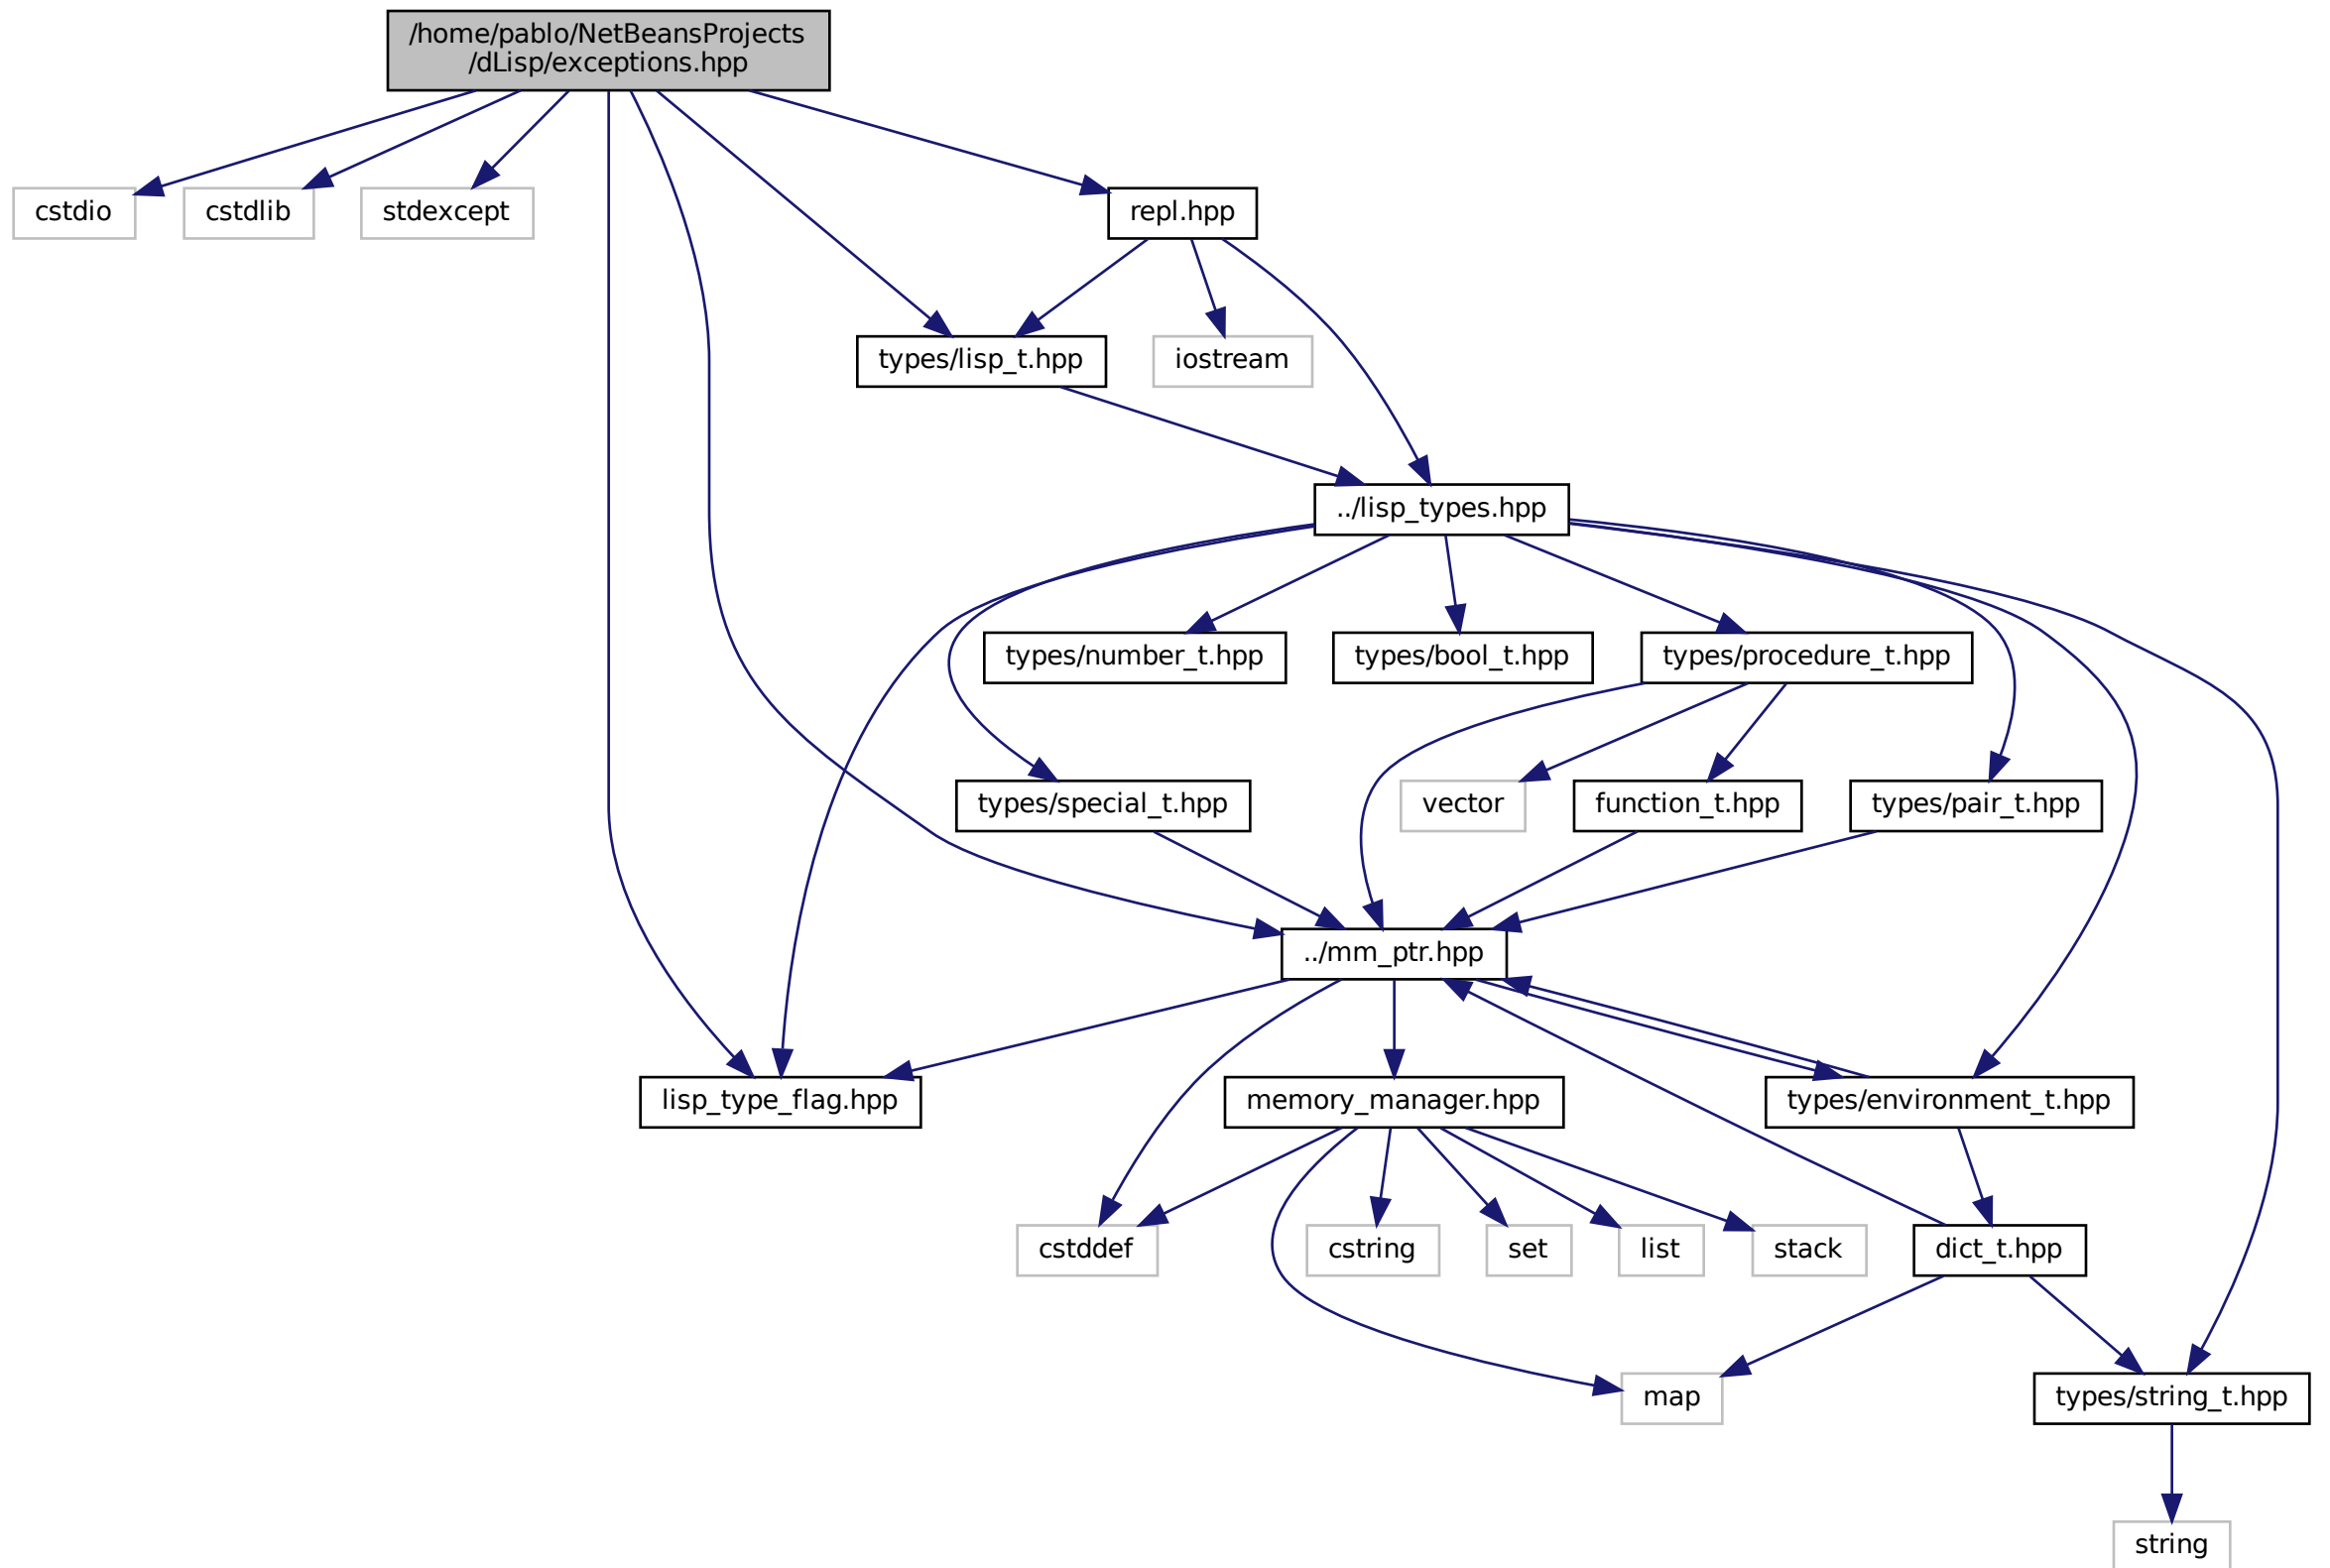 /home/pablo/NetBeansProjects
/dLisp/exceptions.hpp
cstdio
cstdlib
stdexcept
repl.hpp
types/lisp_t.hpp
iostream
../lisp_types.hpp
types/number_t.hpp
types/bool_t.hpp
types/procedure_t.hpp
types/special_t.hpp
vector
function_t.hpp
types/pair_t.hpp
../mm_ptr.hpp
lisp_type_flag.hpp
memory_manager.hpp
types/environment_t.hpp
cstddef
cstring
set
list
stack
dict_t.hpp
map
types/string_t.hpp
string